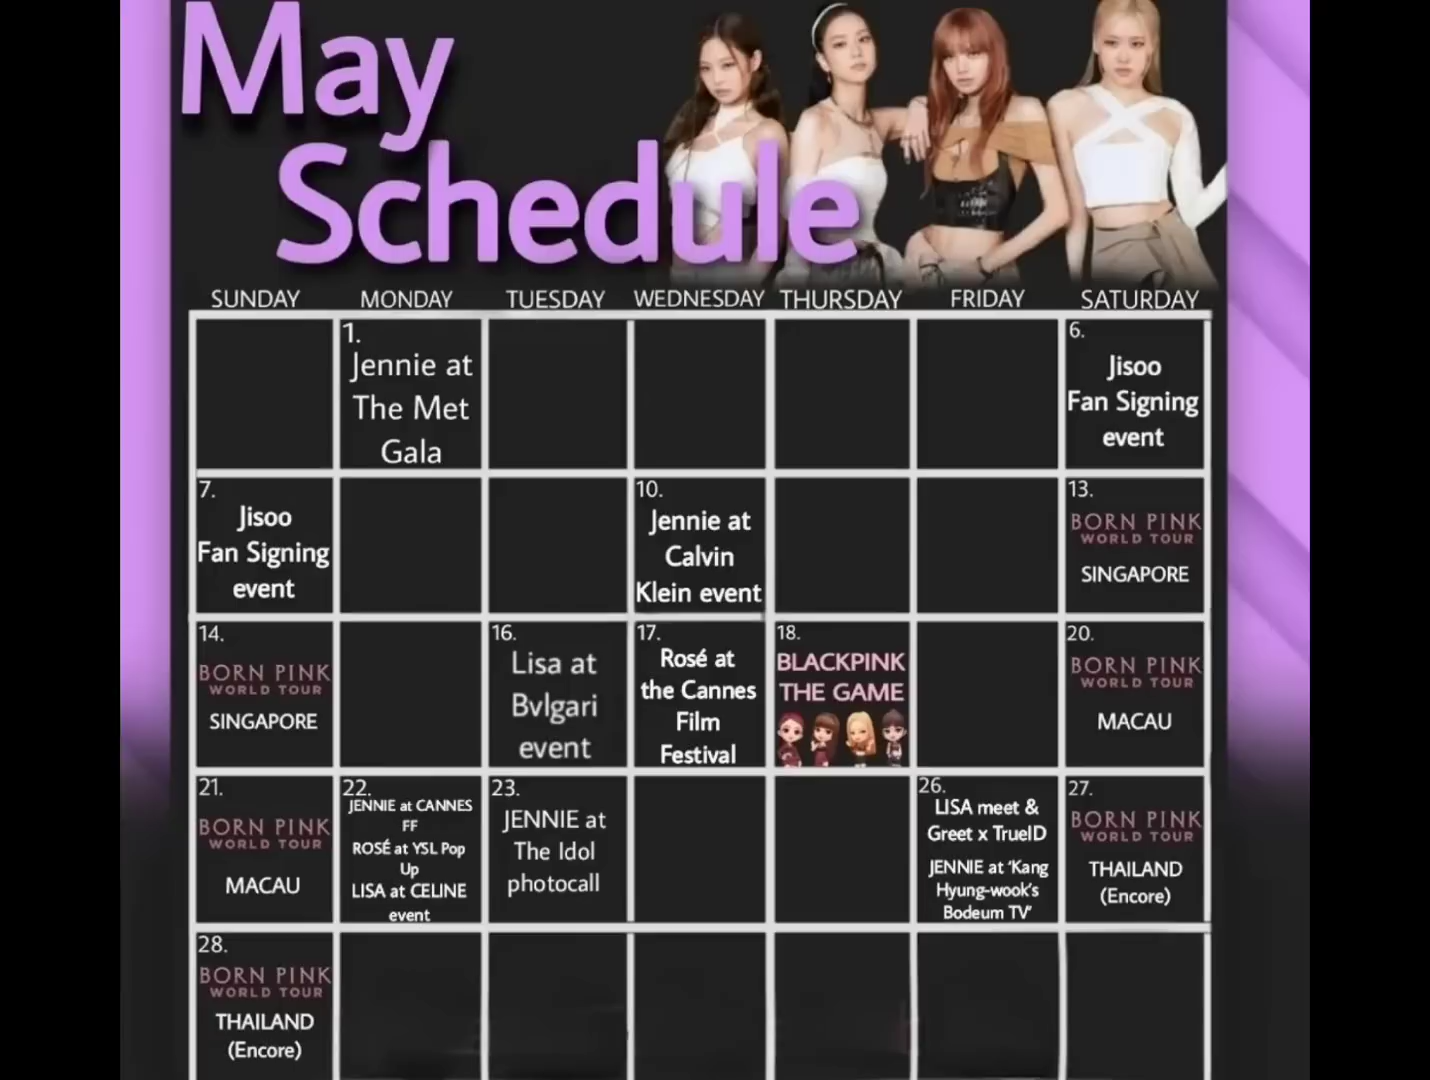 May
Schedule
SUNDAY MONDAY TUESDAY WEDNESDAY THURSDAY FRIDAY SATURDAY
1.
Jennie at
The Met
Gala
6.
Jisoo
Fan Signing
event
7.
Jisoo
Fan Signing
event
10.
Jennie at
Calvin
Klein event
13.
BORN PINK
WORLD TOUR
SINGAPORE
14.
BORN PINK
WORLD TOUR
SINGAPORE
16.
Lisa at
Bvlgari
event
17.
Rosé at
the Cannes
Film
Festival
18.
BLACKPINK
THE GAME
20.
BORN PINK
WORLD TOUR
MACAU
21.
BORN PINK
WORLD TOUR
MACAU
22.
JENNIE at CANNES
FF
ROSÉ at YSL Pop
Up
LISA at CELINE
event
23.
JENNIE at
The Idol
photocall
26.
LISA meet &
Greet x TrueID
JENNIE at ‘Kang
Hyung-wook’s
Bodeum TV’
27.
BORN PINK
WORLD TOUR
THAILAND
(Encore)
28.
BORN PINK
WORLD TOUR
THAILAND
(Encore)